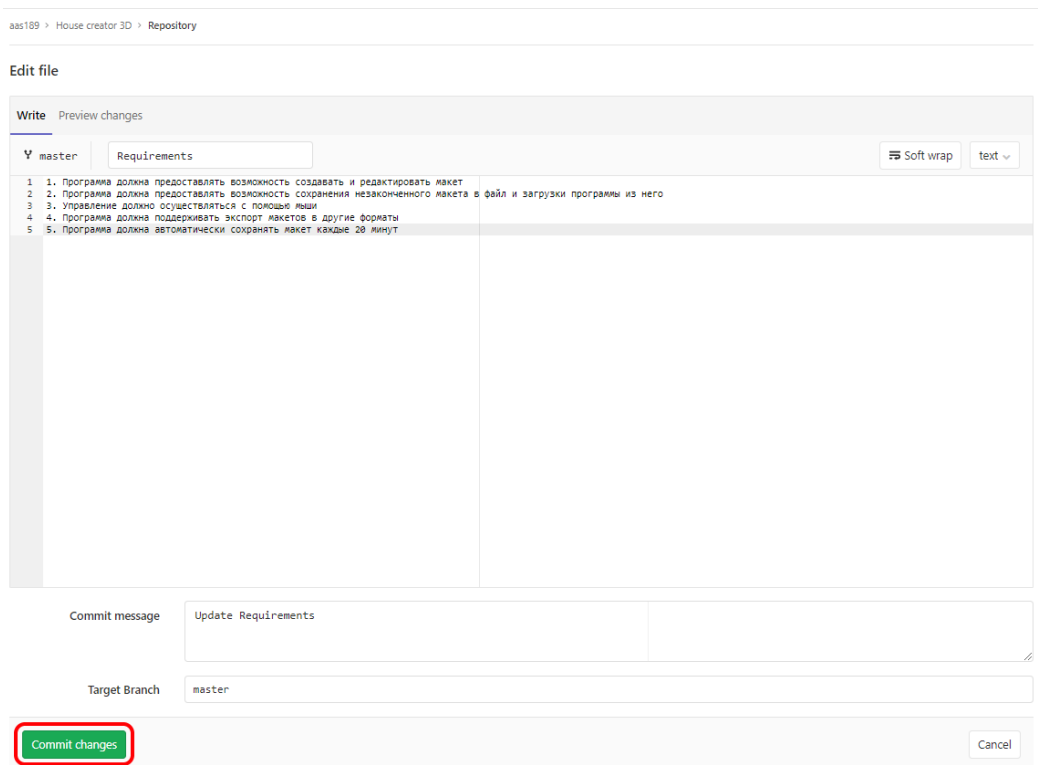 aas189 > House creator 3D > Repository
Edit file
Write Preview changes
master Requirements Soft wrap text
1 1. Программа должна предоставлять возможность создавать и редактировать макет
2 2. Программа должна предоставлять возможность сохранения незаконченного макета в файл и загрузки программы из него
3 3. Управление должно осуществляться с помощью мыши
4 4. Программа должна поддерживать экспорт макетов в другие форматы
5 5. Программа должна автоматически сохранять макет каждые 20 минут
Commit message Update Requirements
Target Branch master
Commit changes Cancel